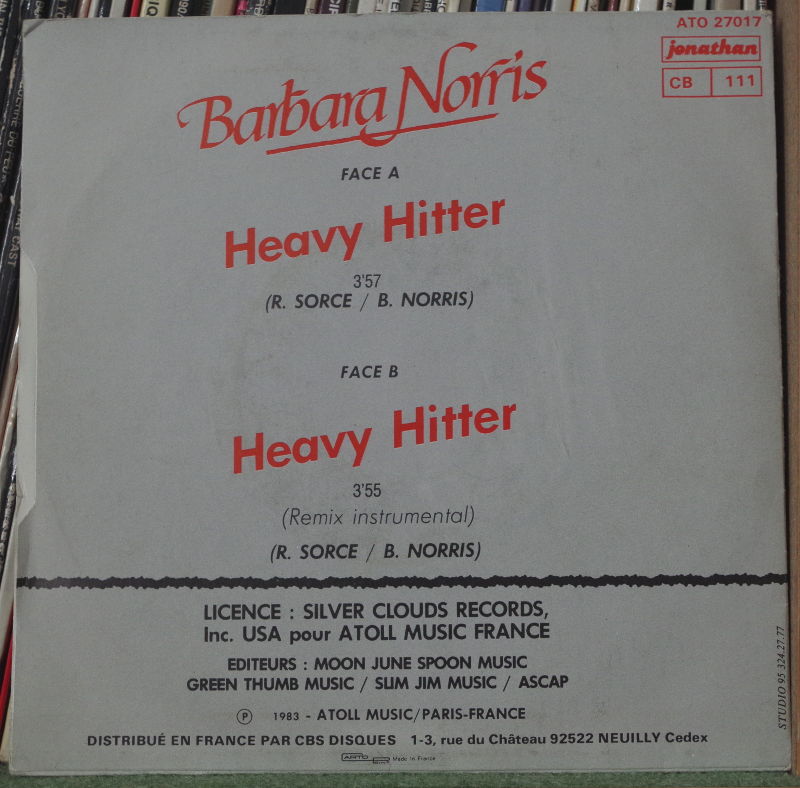 ATO 27017
jonathan
CB 111
Barbara Norris
FACE A
Heavy Hitter
3'57
(R. SORCE / B. NORRIS)
FACE B
Heavy Hitter
3'55
(Remix instrumental)
(R. SORCE / B. NORRIS)
LICENCE : SILVER CLOUDS RECORDS,
Inc. USA pour ATOLL MUSIC FRANCE
EDITEURS : MOON JUNE SPOON MUSIC
GREEN THUMB MUSIC / SLIM JIM MUSIC / ASCAP
Ⓟ 1983 - ATOLL MUSIC/PARIS-FRANCE
DISTRIBUÉ EN FRANCE PAR CBS DISQUES 1-3, rue du Château 92522 NEUILLY Cedex
Made in France
STUDIO 95 324.27.77